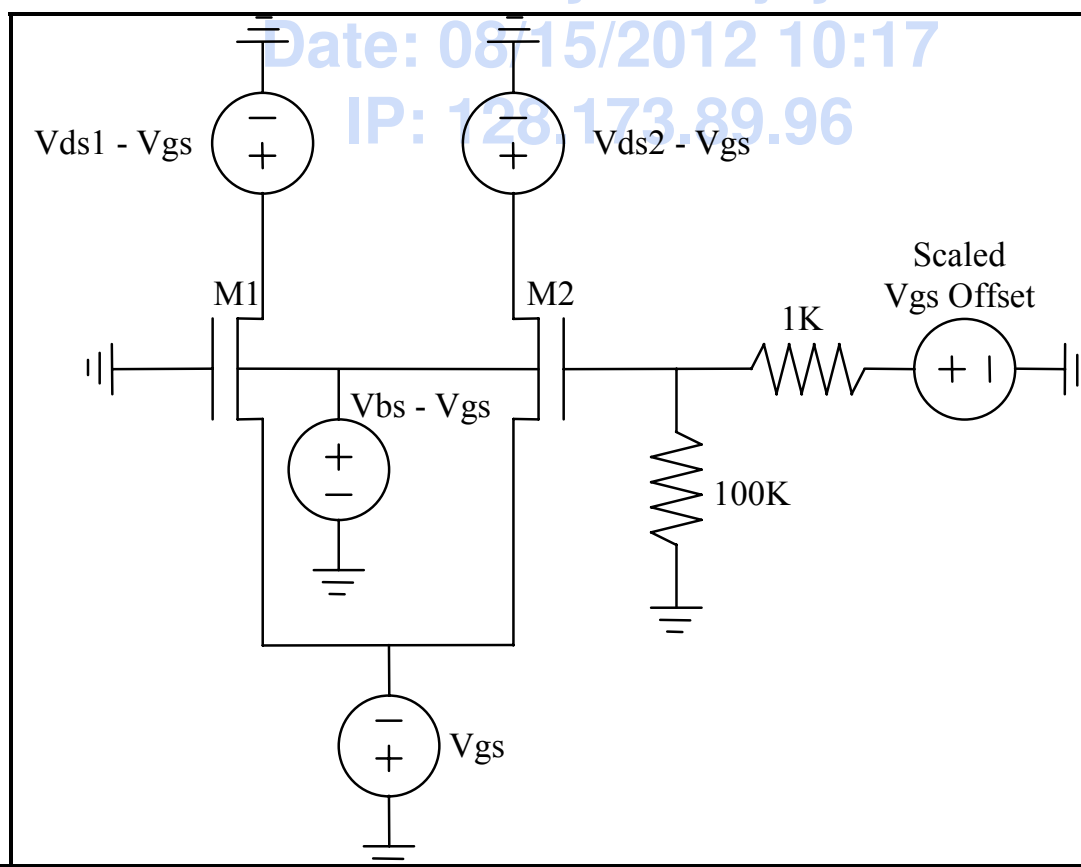 Date: 08/15/2012 10:17
IP: 128.173.89.96
Vds1 - Vgs
Vds2 - Vgs
Scaled
Vgs Offset
M1
M2
1K
Vbs - Vgs
100K
Vgs